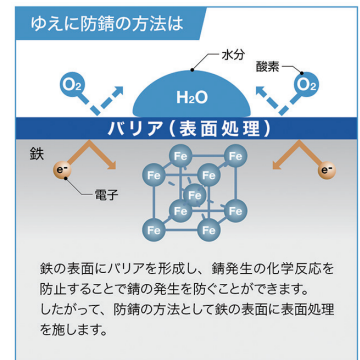 ゆえに防錆の方法は
水分
酸素
O2
O2
H2O
バリア(表面処理)
鉄
e-
e-
電子
Fe
Fe
Fe
Fe
Fe
Fe
Fe
Fe
Fe
鉄の表面にバリアを形成し、錆発生の化学反応を
防止することで錆の発生を防ぐことができます。
したがって、防錆の方法として鉄の表面に表面処理
を施します。